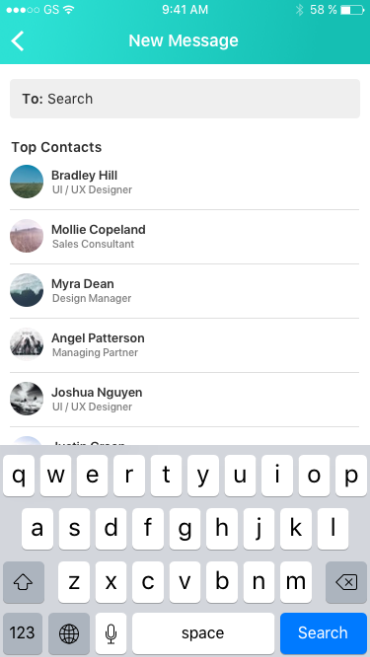 GS 9:41 AM 58 %
New Message
To: Search
Top Contacts
Bradley Hill
UI / UX Designer
Mollie Copeland
Sales Consultant
Myra Dean
Design Manager
Angel Patterson
Managing Partner
Joshua Nguyen
UI / UX Designer
q w e r t y u i o p
a s d f g h j k l
z x c v b n m
123 space Search